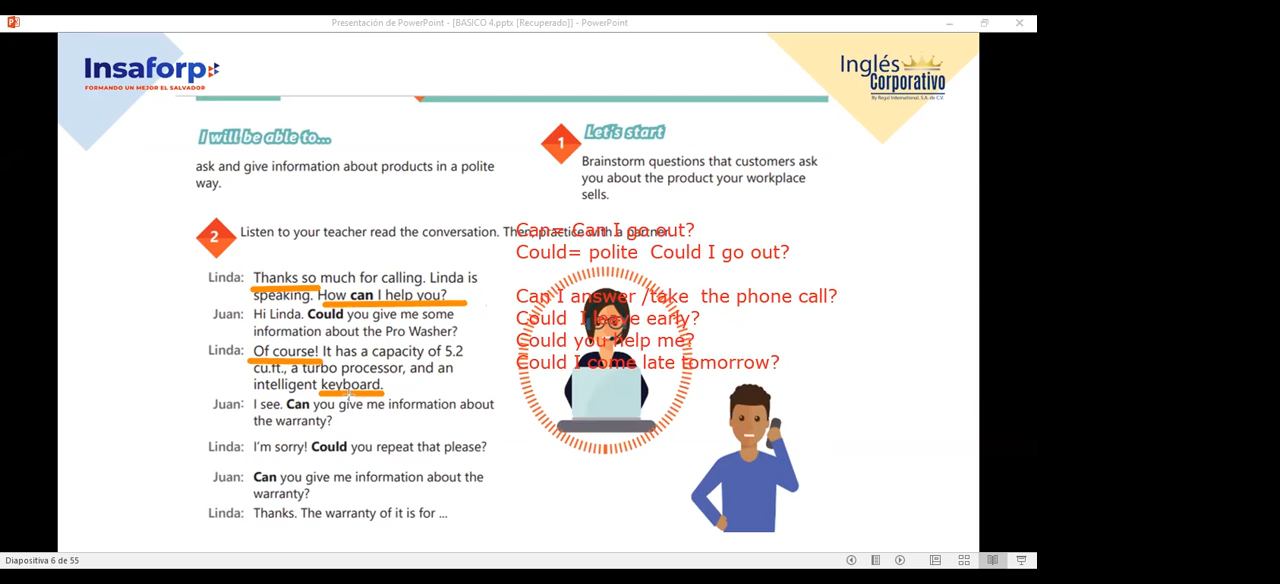 Presentación de PowerPoint - [BASICO 4.pptx [Recuperado]] - PowerPoint
Insaforp
FORMANDO UN MEJOR EL SALVADOR
Inglés
Corporativo
By Regal International, S.A. de C.V.
I will be able to...
ask and give information about products in a polite
way.
1
Let's start
Brainstorm questions that customers ask
you about the product your workplace
sells.
2
Listen to your teacher read the conversation. Then, practice with a partner.
Can= Can I go out?
Could= polite Could I go out?
Can I answer /take the phone call?
Could I leave early?
Could you help me?
Could I come late tomorrow?
Linda: Thanks so much for calling. Linda is
speaking. How can I help you?
Juan: Hi Linda. Could you give me some
information about the Pro Washer?
Linda: Of course! It has a capacity of 5.2
cu.ft., a turbo processor, and an
intelligent keyboard.
Juan: I see. Can you give me information about
the warranty?
Linda: I'm sorry! Could you repeat that please?
Juan: Can you give me information about the
warranty?
Linda: Thanks. The warranty of it is for ...
Diapositiva 6 de 55